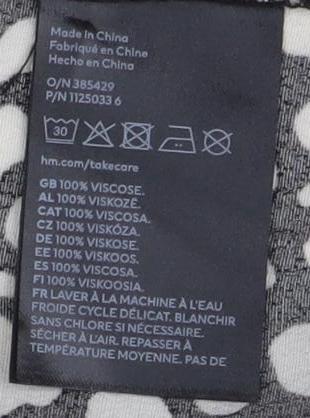 Made in China
Fabriqué en Chine
Hecho en China
O/N 385429
P/N 1125033 6
30
hm.com/takecare
GB 100% VISCOSE.
AL 100% VISKOZË.
CAT 100% VISCOSA.
CZ 100% VISKÓZA.
DE 100% VISKOSE.
EE 100% VISKOOS.
ES 100% VISCOSA.
FI 100% VISKOOSIA.
FR LAVER À LA MACHINE À L'EAU
FROIDE CYCLE DÉLICAT. BLANCHIR
SANS CHLORE SI NÉCESSAIRE.
SÉCHER À L'AIR. REPASSER À
TEMPÉRATURE MOYENNE. PAS DE